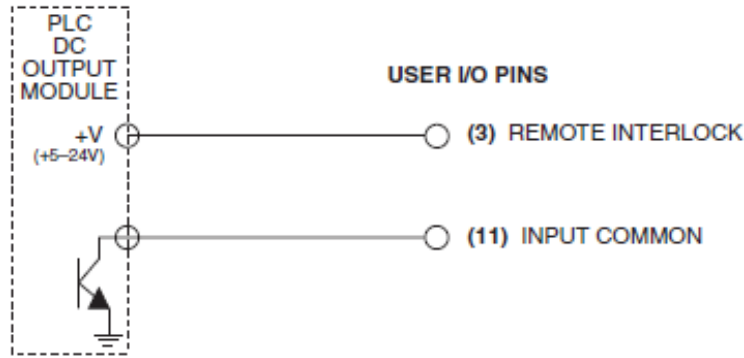 PLC
DC
OUTPUT
MODULE
USER I/O PINS
+V
(+5–24V)
(3) REMOTE INTERLOCK
(11) INPUT COMMON